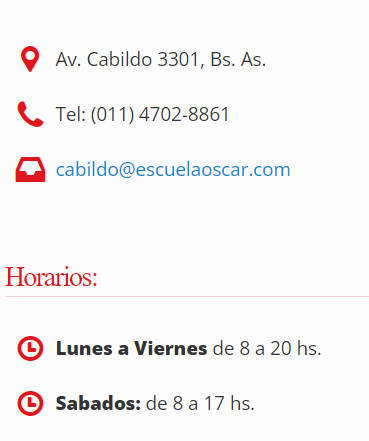 Av. Cabildo 3301, Bs. As.
Tel: (011) 4702-8861
cabildo@escuelaoscar.com
Horarios:
Lunes a Viernes de 8 a 20 hs.
Sabados: de 8 a 17 hs.